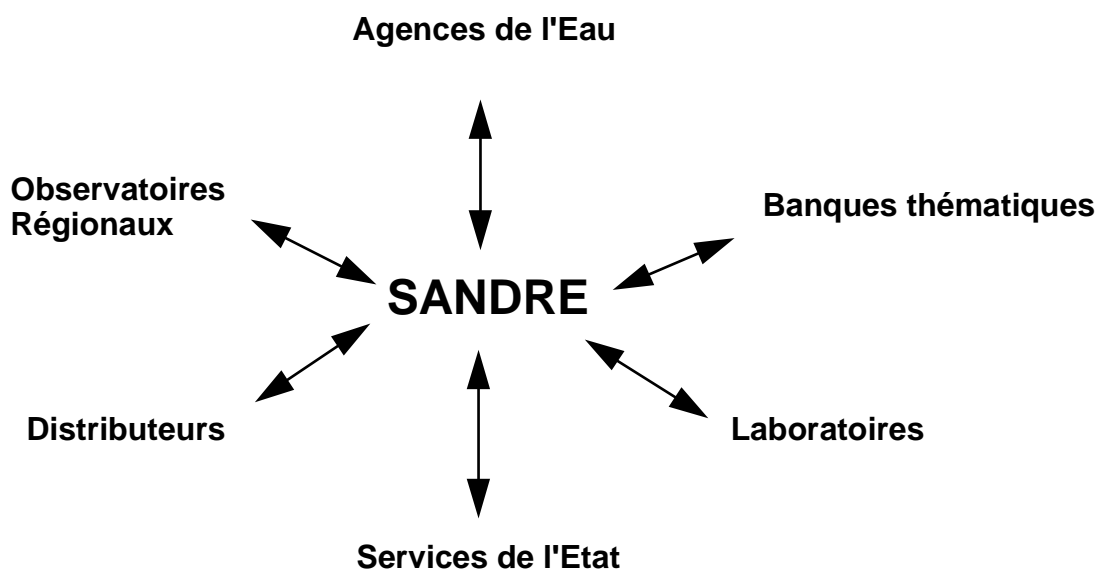 Agences de l'Eau
Observatoires
Régionaux
Banques thématiques
SANDRE
Distributeurs
Laboratoires
Services de l'Etat